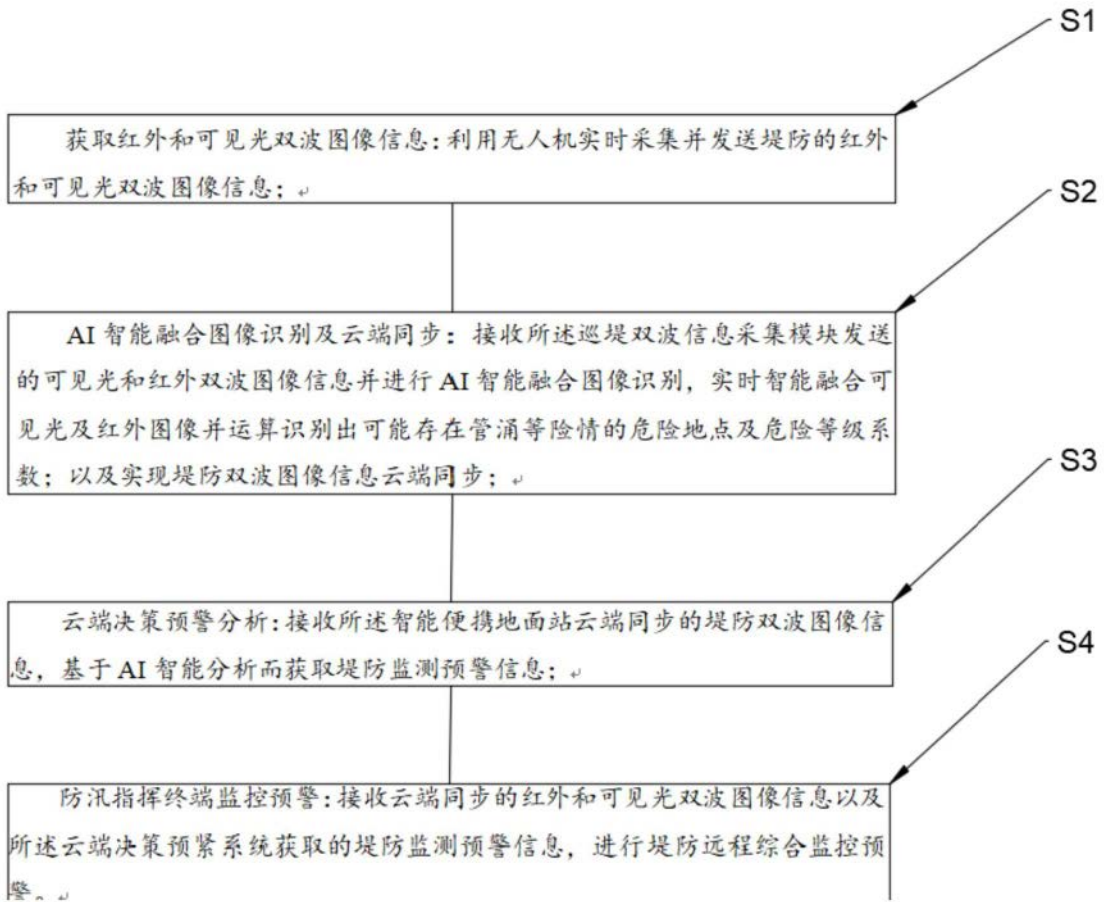 S1
获取红外和可见光双波图像信息：利用无人机实时采集并发送堤防的红外
和可见光双波图像信息；
S2
AI 智能融合图像识别及云端同步：接收所述巡堤双波信息采集模块发送
的可见光和红外双波图像信息并进行 AI 智能融合图像识别，实时智能融合可
见光及红外图像并运算识别出可能存在管涌等险情的危险地点及危险等级系
数；以及实现堤防双波图像信息云端同步；
S3
云端决策预警分析：接收所述智能便携地面站云端同步的堤防双波图像信
息，基于 AI 智能分析而获取堤防监测预警信息；
S4
防汛指挥终端监控预警：接收云端同步的红外和可见光双波图像信息以及
所述云端决策预紧系统获取的堤防监测预警信息，进行堤防远程综合监控预
警。